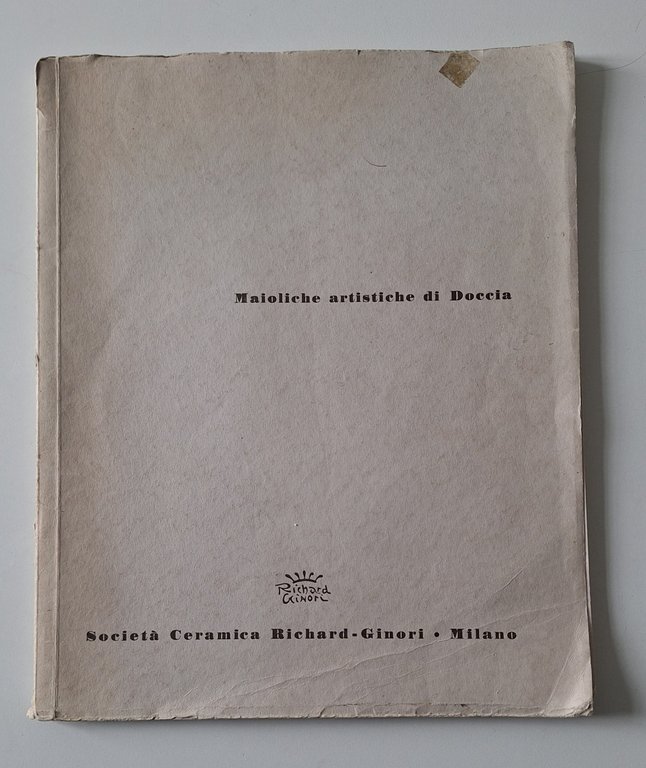 Maioliche artistiche di Doccia
Richard
Ginori
Società Ceramica Richard-Ginori • Milano